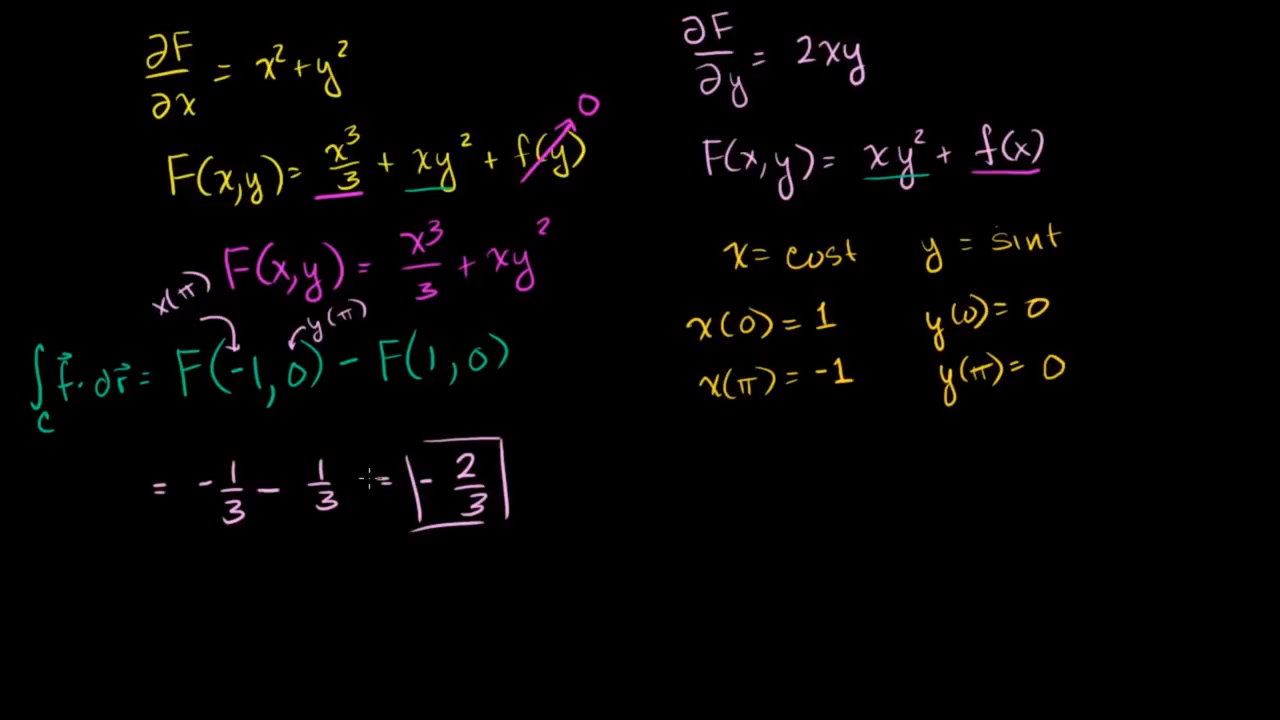 ∂F/∂x = x² + y²
F(x,y) = x³/3 + xy² + f(y) 0
F(x,y) = x³/3 + xy²
x(π) y(π)
∫_C f⃗ · dr⃗ = F(-1, 0) - F(1, 0)
= -1/3 - 1/3 = -2/3
∂F/∂y = 2xy
F(x,y) = xy² + f(x)
x = cost y = sint
x(0) = 1 y(0) = 0
x(π) = -1 y(π) = 0